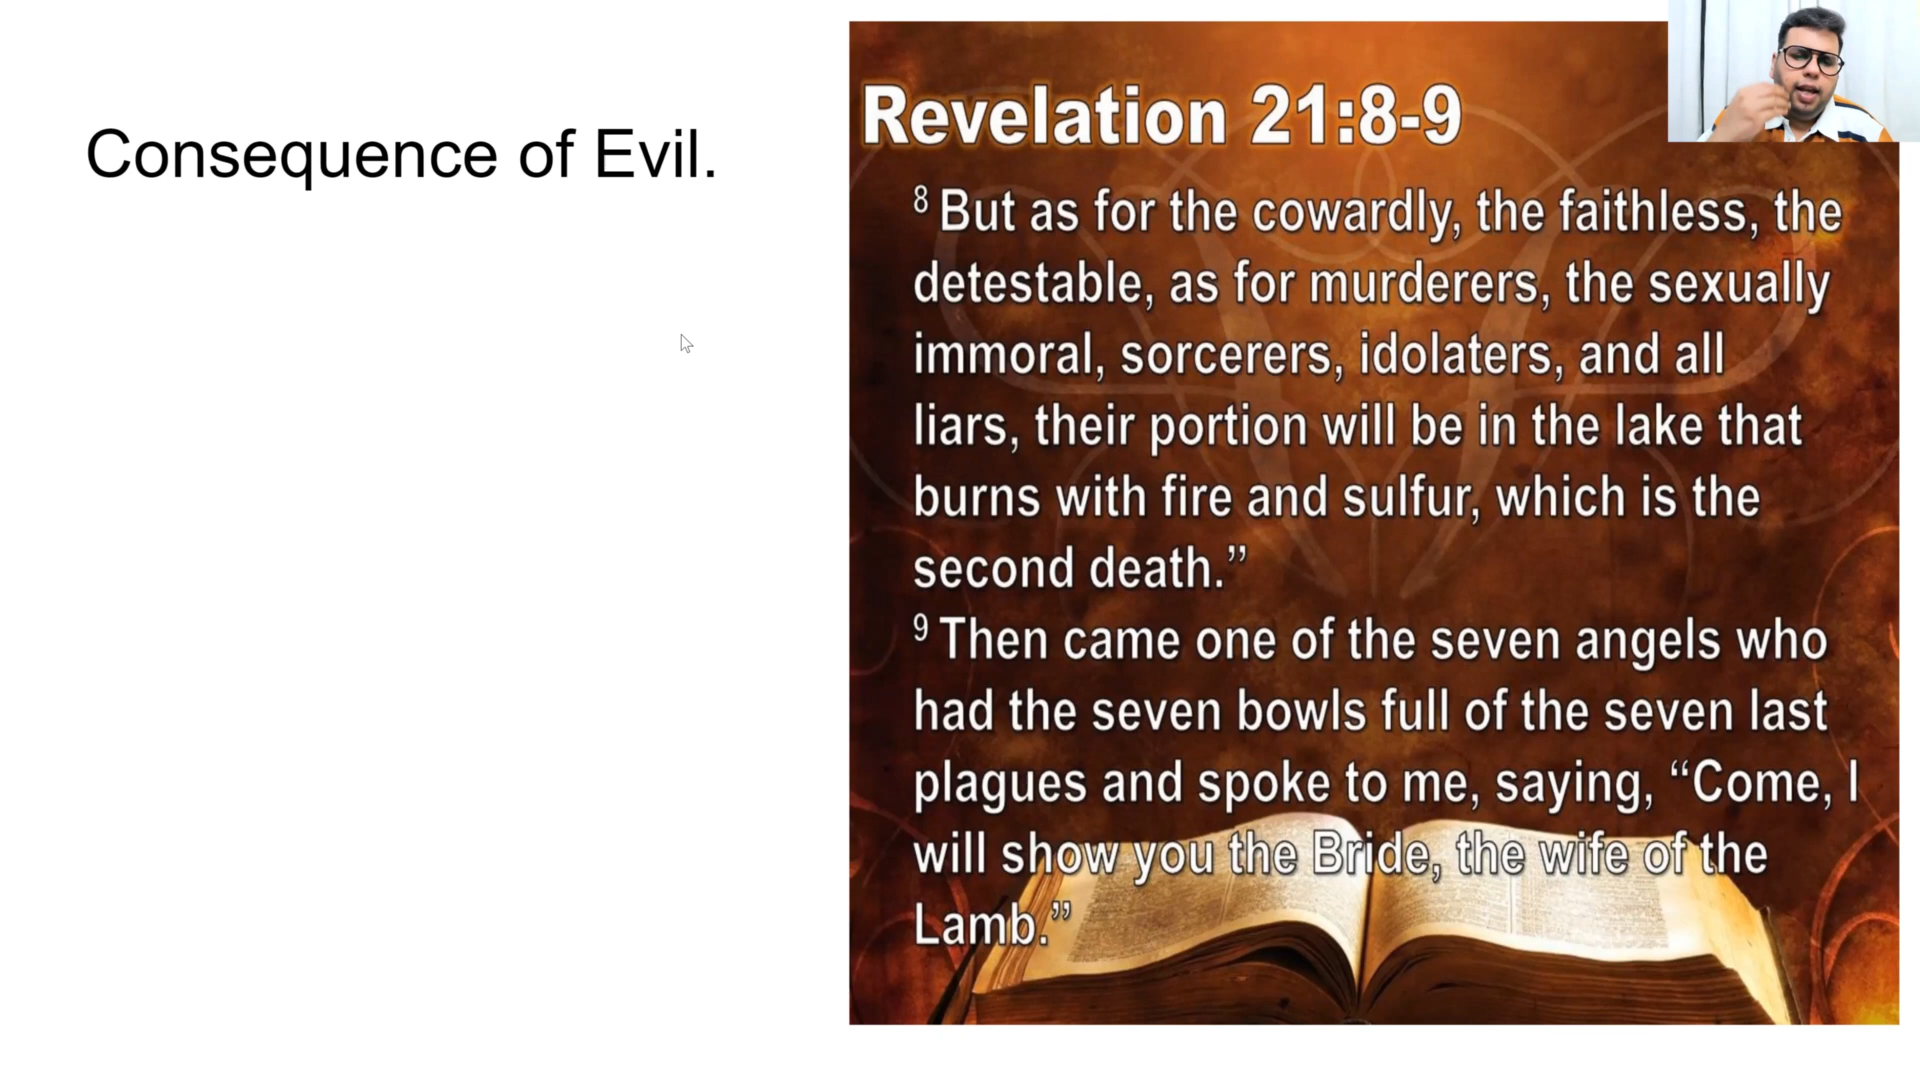 Consequence of Evil.
Revelation 21:8-9
8 But as for the cowardly, the faithless, the
detestable, as for murderers, the sexually
immoral, sorcerers, idolaters, and all
liars, their portion will be in the lake that
burns with fire and sulfur, which is the
second death.”
9 Then came one of the seven angels who
had the seven bowls full of the seven last
plagues and spoke to me, saying, “Come, I
will show you the Bride, the wife of the
Lamb.”